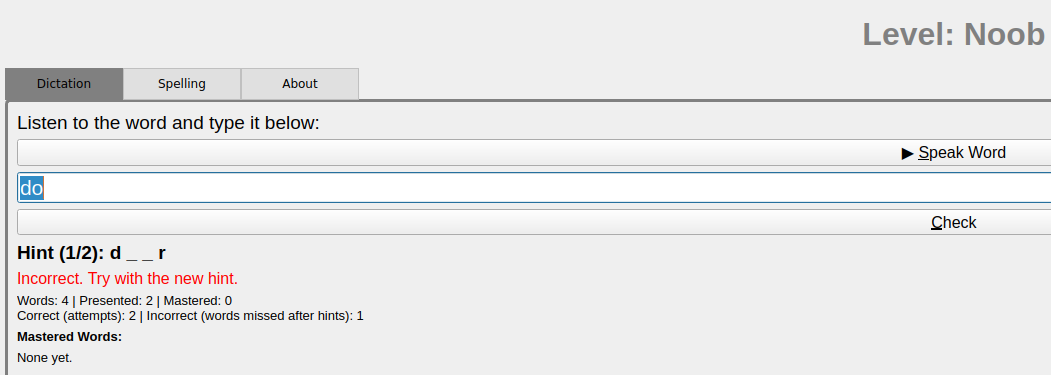 Level: Noob
Dictation Spelling About
Listen to the word and type it below:
▶ Speak Word
do
Check
Hint (1/2): d _ _ r
Incorrect. Try with the new hint.
Words: 4 | Presented: 2 | Mastered: 0
Correct (attempts): 2 | Incorrect (words missed after hints): 1
Mastered Words:
None yet.